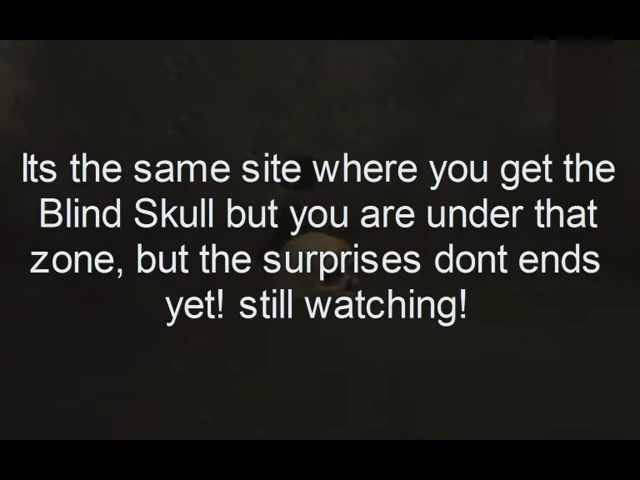 Its the same site where you get the
Blind Skull but you are under that
zone, but the surprises dont ends
yet! still watching!